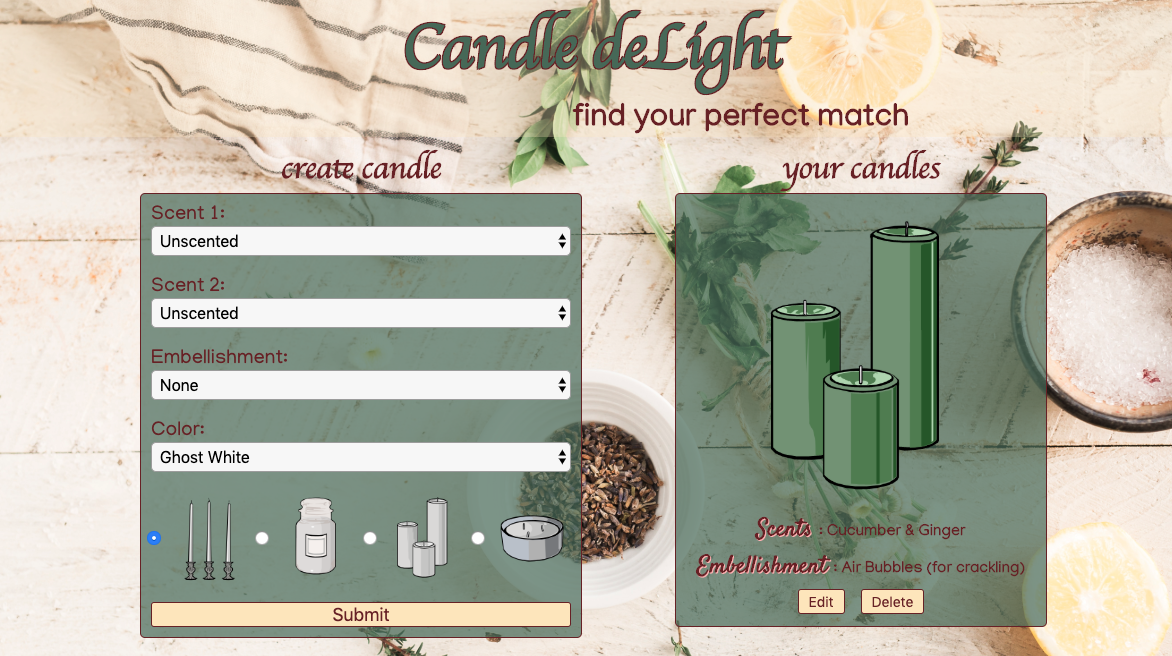 Candle deLight
find your perfect match
create candle
Scent 1:
Unscented
Scent 2:
Unscented
Embellishment:
None
Color:
Ghost White
Submit
your candles
Scents : Cucumber & Ginger
Embellishment : Air Bubbles (for crackling)
Edit Delete